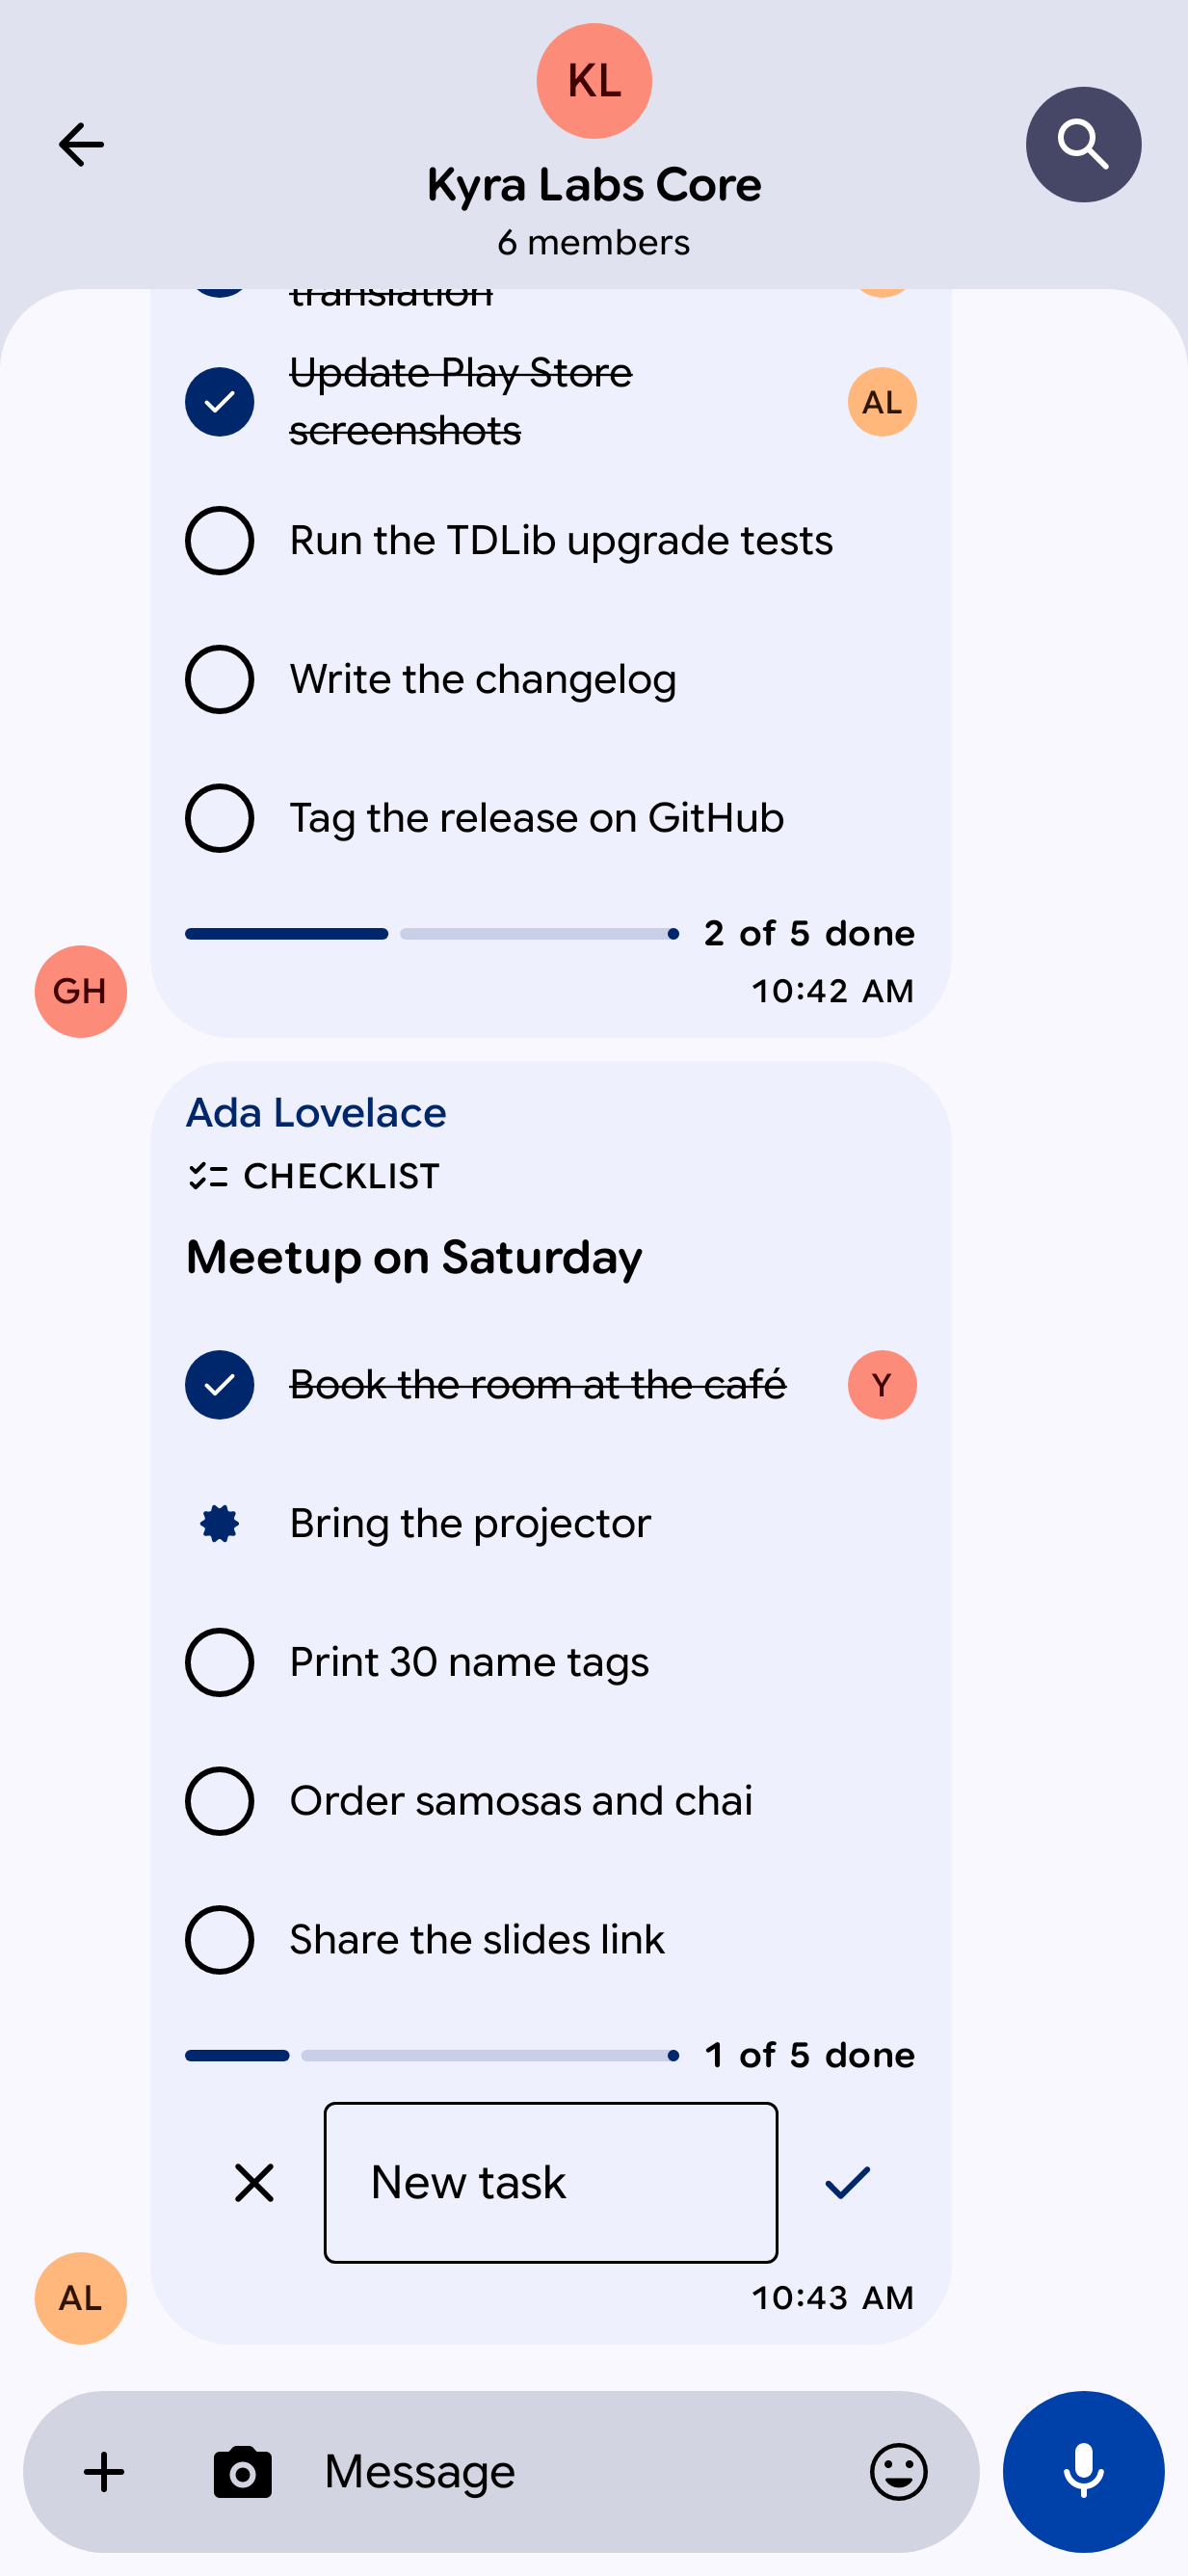 KL
Kyra Labs Core
6 members
translation
Update Play Store
screenshots
AL
Run the TDLib upgrade tests
Write the changelog
Tag the release on GitHub
2 of 5 done
GH
10:42 AM
Ada Lovelace
CHECKLIST
Meetup on Saturday
Book the room at the café
Y
Bring the projector
Print 30 name tags
Order samosas and chai
Share the slides link
1 of 5 done
New task
AL
10:43 AM
Message